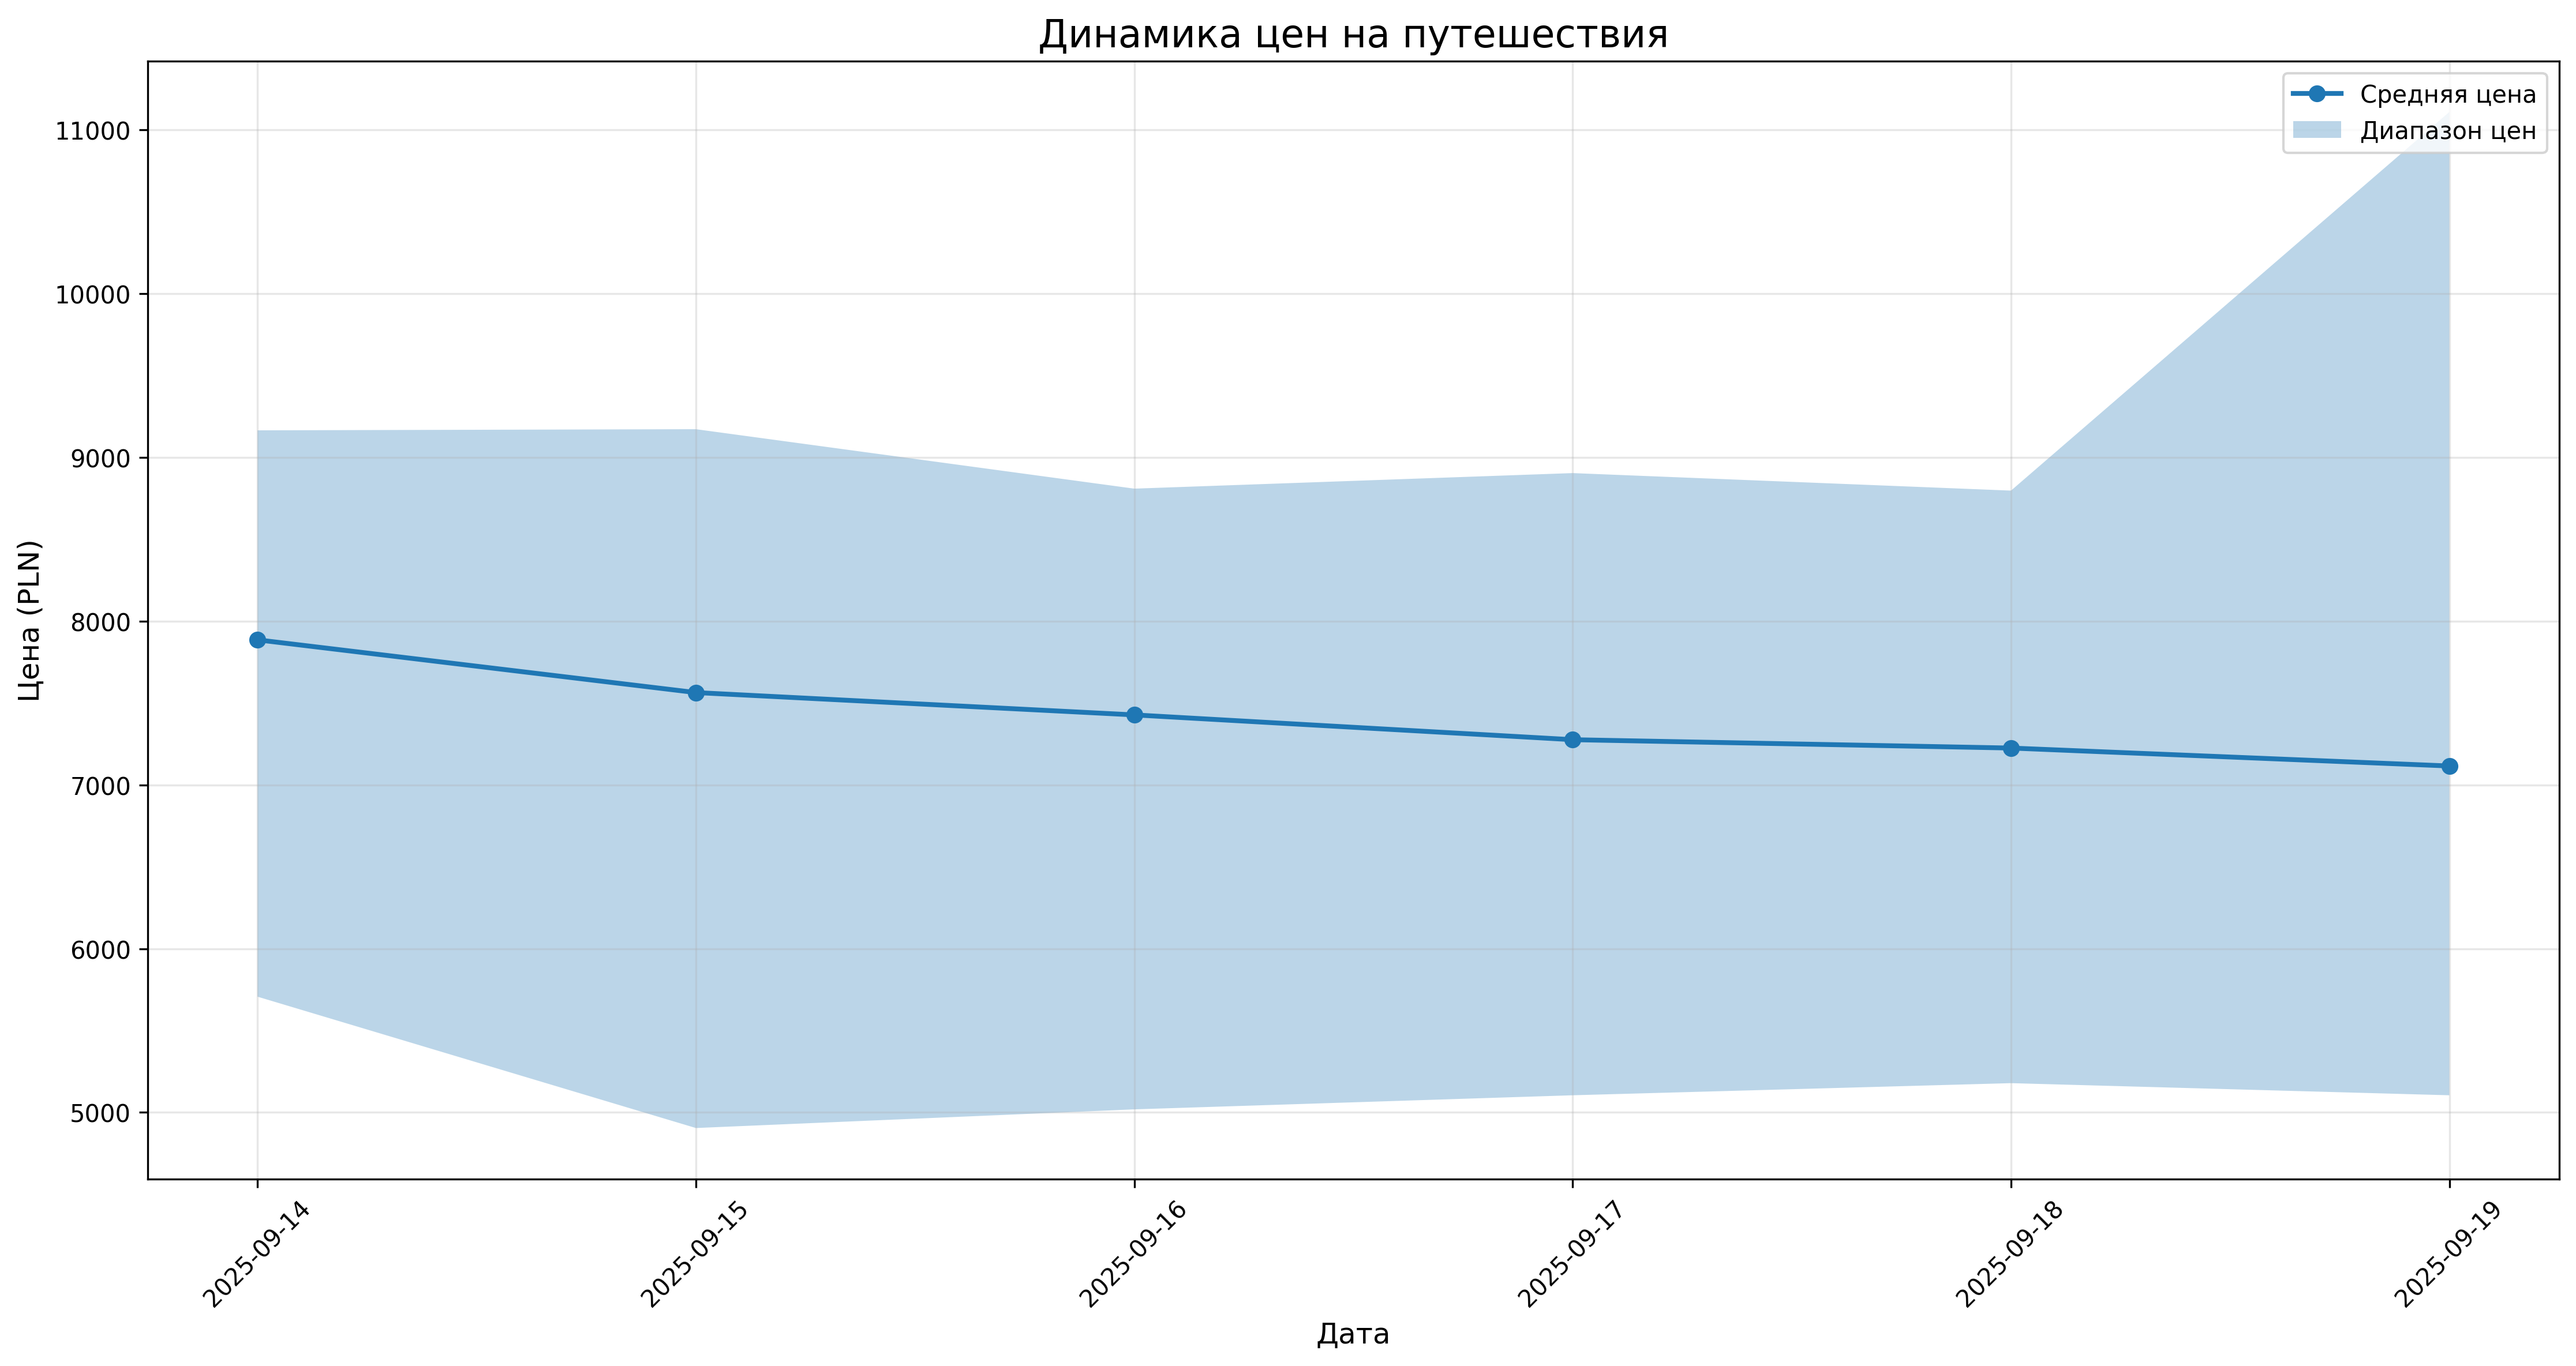 Динамика цен на путешествия
Средняя цена
Диапазон цен
11000
10000
9000
8000
7000
6000
5000
Цена (PLN)
2025-09-14
2025-09-15
2025-09-16
2025-09-17
2025-09-18
2025-09-19
Дата